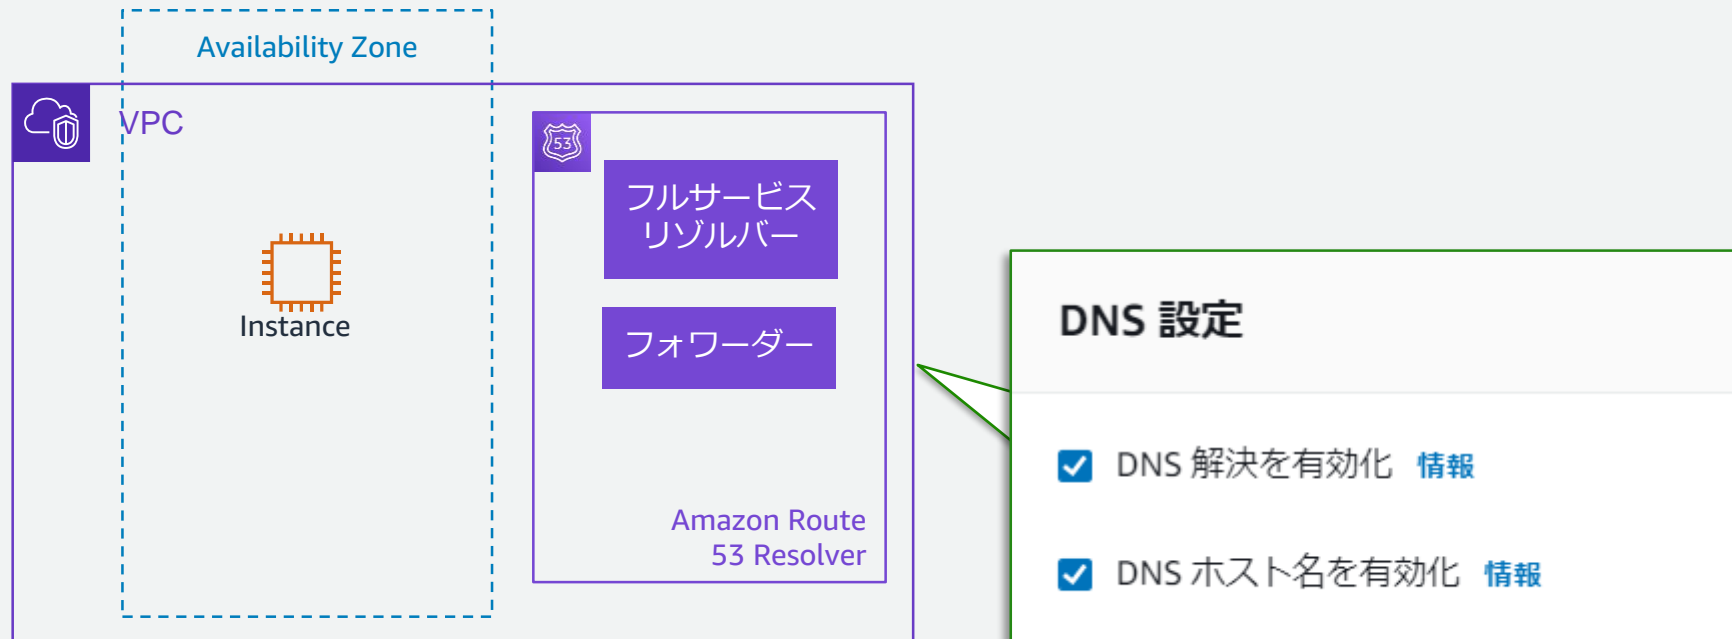 Availability Zone
VPC
53
フルサービス
リゾルバー
フォワーダー
Instance
Amazon Route
53 Resolver
DNS 設定
DNS 解決を有効化 情報
DNS ホスト名を有効化 情報